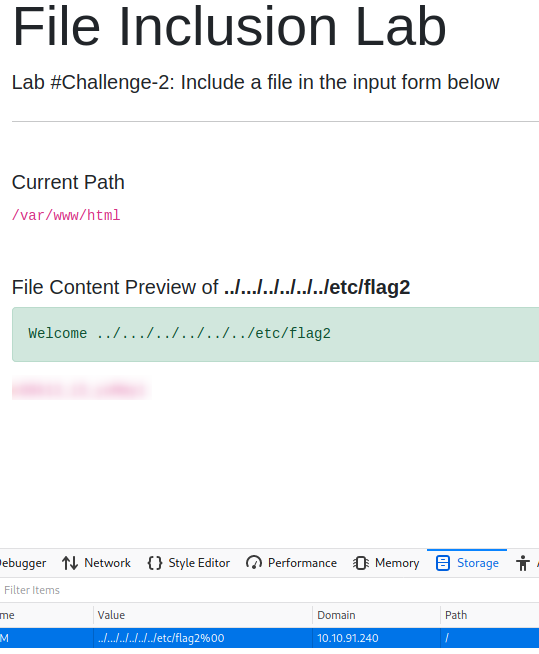 File Inclusion Lab
Lab #Challenge-2: Include a file in the input form below
Current Path
/var/www/html
File Content Preview of ../.../../../../../etc/flag2
Welcome ../.../../../../../etc/flag2
Debugger Network Style Editor Performance Memory Storage
Filter Items
me Value Domain Path
M ../.../../../../../etc/flag2%00 10.10.91.240 /